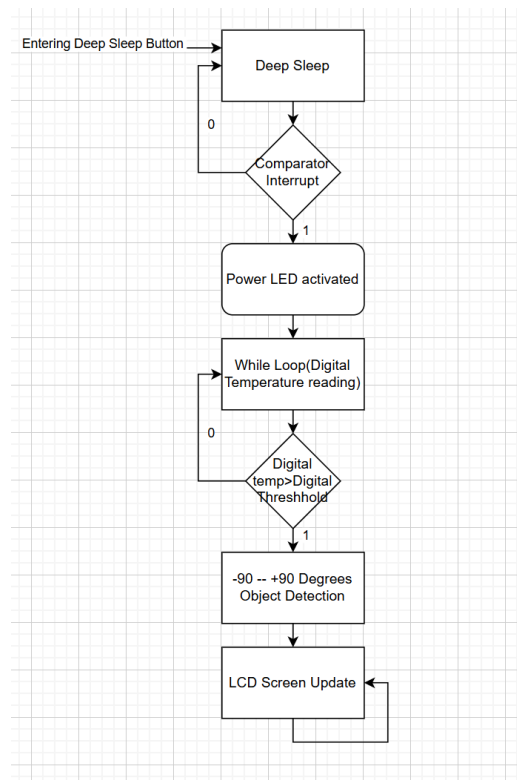 Entering Deep Sleep Button
Deep Sleep
0
Comparator
Interrupt
1
Power LED activated
While Loop(Digital
Temperature reading)
0
Digital
temp>Digital
Threshhold
1
-90 -- +90 Degrees
Object Detection
LCD Screen Update